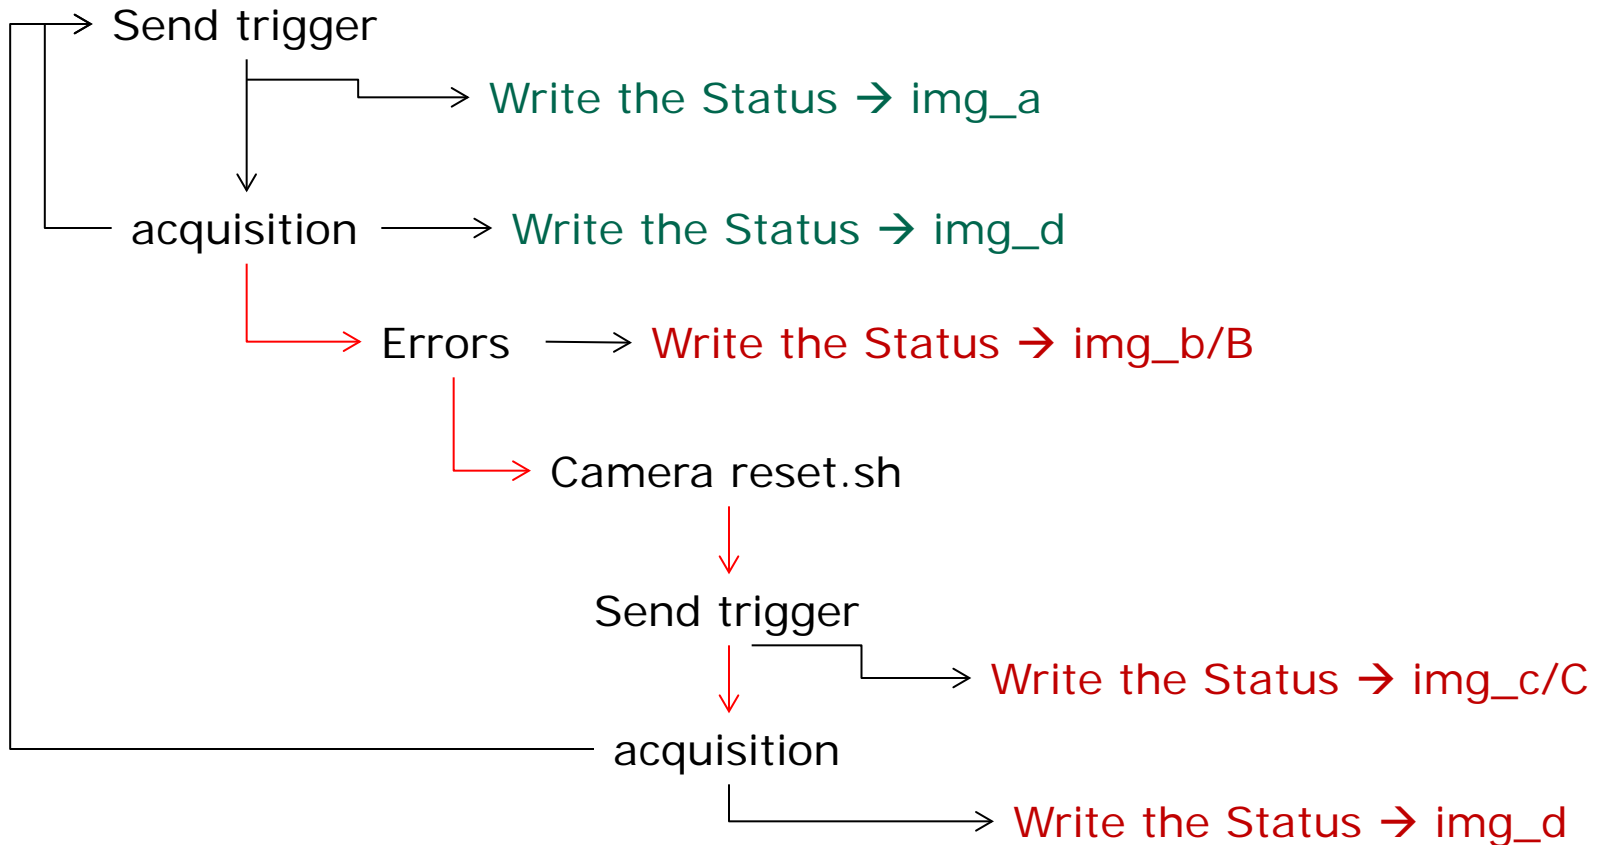 Send trigger
Write the Status → img_a
acquisition
Write the Status → img_d
Errors
Write the Status → img_b/B
Camera reset.sh
Send trigger
Write the Status → img_c/C
acquisition
Write the Status → img_d